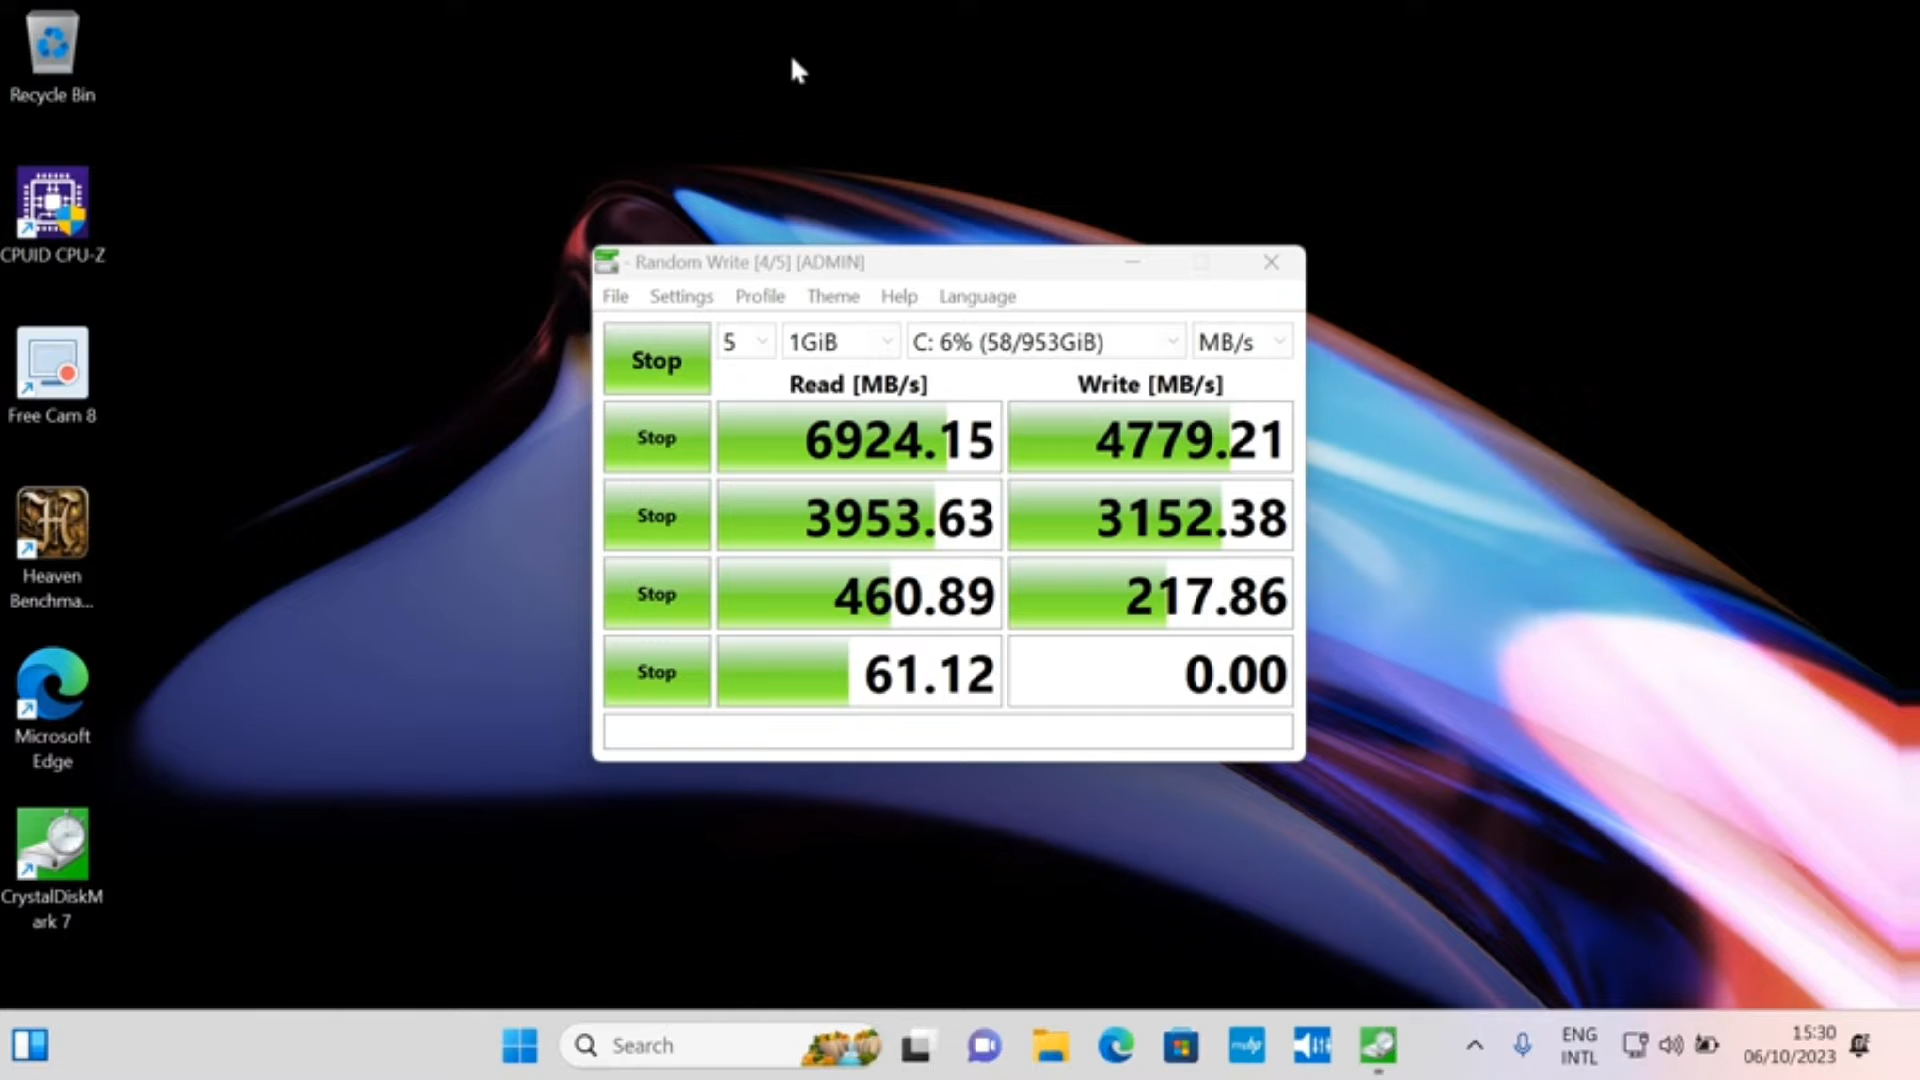 Recycle Bin
CPUID CPU-Z
Free Cam 8
Heaven
Benchma...
Microsoft
Edge
CrystalDiskM
ark 7
- Random Write [4/5] [ADMIN]
File Settings Profile Theme Help Language
Stop 5 1GiB C: 6% (58/953GiB) MB/s
Read [MB/s] Write [MB/s]
Stop 6924.15 4779.21
Stop 3953.63 3152.38
Stop 460.89 217.86
Stop 61.12 0.00
Search
myhp
ENG
INTL
15:30
06/10/2023